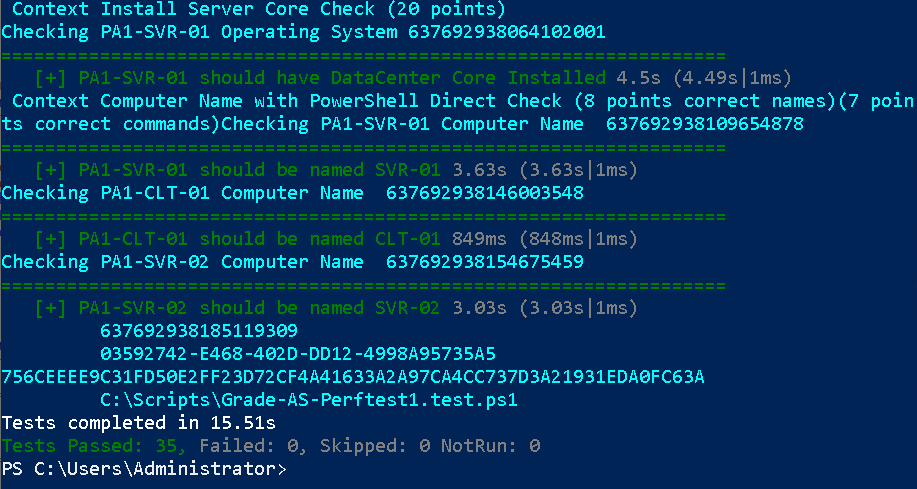 Context Install Server Core Check (20 points)
Checking PA1-SVR-01 Operating System 637692938064102001
==================================================================
[+] PA1-SVR-01 should have DataCenter Core Installed 4.5s (4.49s|1ms)
Context Computer Name with PowerShell Direct Check (8 points correct names)(7 poin
ts correct commands)Checking PA1-SVR-01 Computer Name  637692938109654878
==================================================================
[+] PA1-SVR-01 should be named SVR-01 3.63s (3.63s|1ms)
Checking PA1-CLT-01 Computer Name  637692938146003548
==================================================================
[+] PA1-CLT-01 should be named CLT-01 849ms (848ms|1ms)
Checking PA1-SVR-02 Computer Name  637692938154675459
==================================================================
[+] PA1-SVR-02 should be named SVR-02 3.03s (3.03s|1ms)
637692938185119309
03592742-E468-402D-DD12-4998A95735A5
756CEEEEE9C31FD50E2FF23D72CF4A41633A2A97CA4CC737D3A21931EDA0FC63A
C:\Scripts\Grade-AS-Perftest1.test.ps1
Tests completed in 15.51s
Tests Passed: 35, Failed: 0, Skipped: 0 NotRun: 0
PS C:\Users\Administrator>